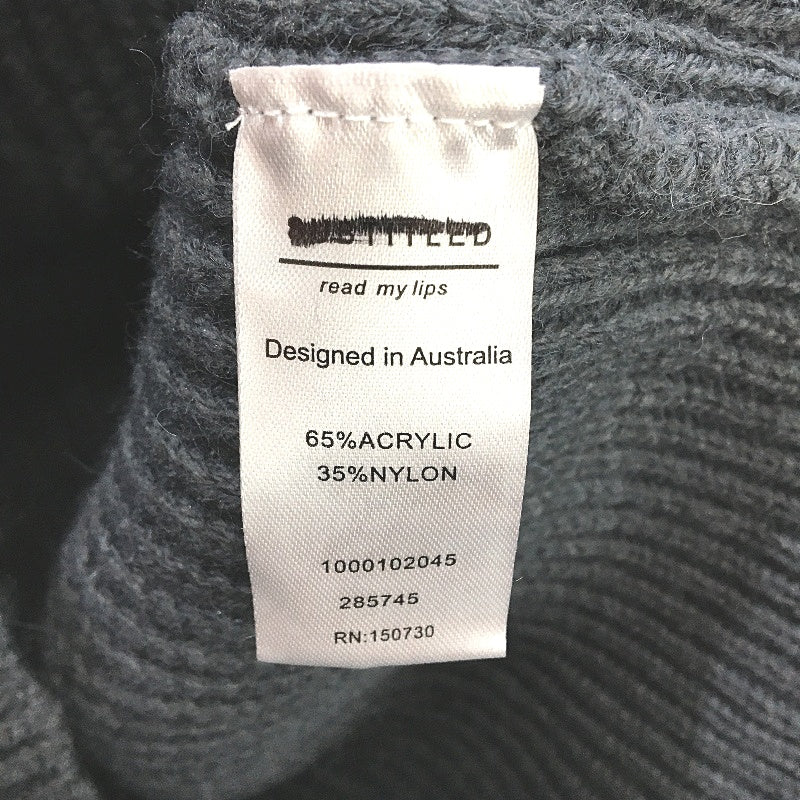 read my lips
Designed in Australia
65%ACRYLIC
35%NYLON
1000102045
285745
RN:150730